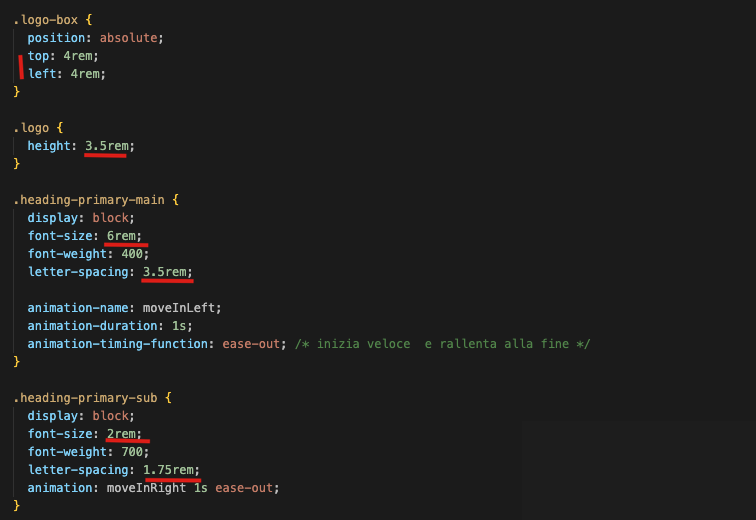 .logo-box {
position: absolute;
top: 4rem;
left: 4rem;
}
.logo {
height: 3.5rem;
}
.heading-primary-main {
display: block;
font-size: 6rem;
font-weight: 400;
letter-spacing: 3.5rem;
animation-name: moveInLeft;
animation-duration: 1s;
animation-timing-function: ease-out; /* inizia veloce  e rallenta alla fine */
}
.heading-primary-sub {
display: block;
font-size: 2rem;
font-weight: 700;
letter-spacing: 1.75rem;
animation: moveInRight 1s ease-out;
}